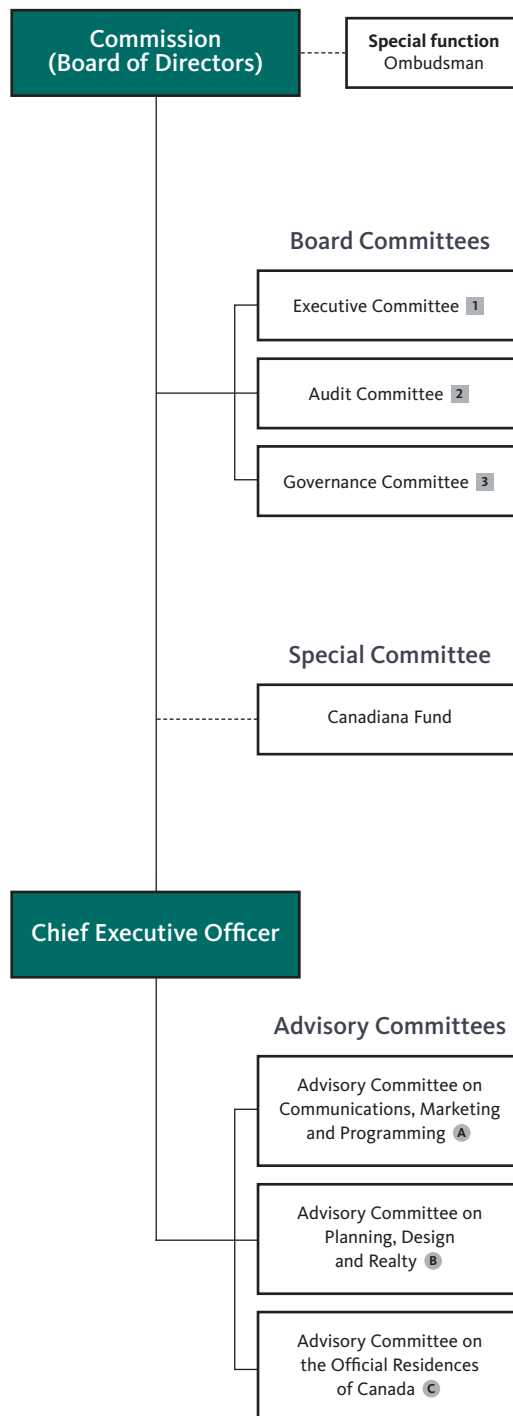 Commission
(Board of Directors)
Special function
Ombudsman
Board Committees
Executive Committee 1
Audit Committee 2
Governance Committee 3
Special Committee
Canadiana Fund
Chief Executive Officer
Advisory Committees
Advisory Committee on
Communications, Marketing
and Programming A
Advisory Committee on
Planning, Design
and Realty B
Advisory Committee on
the Official Residences
of Canada C